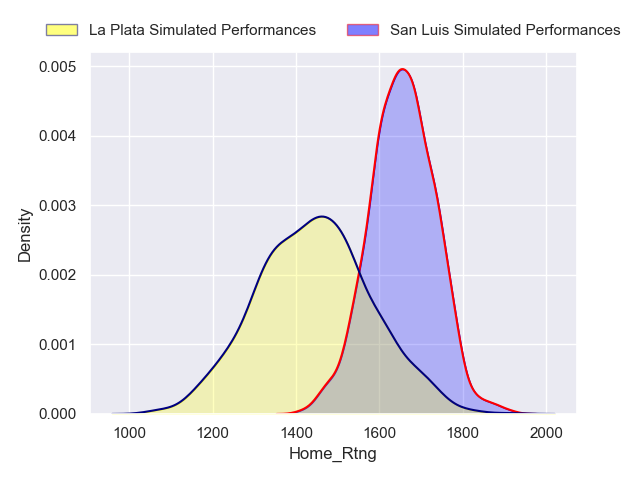 La Plata Simulated Performances San Luis Simulated Performances
0.005
0.004
0.003
0.002
0.001
0.000
Density
1000 1200 1400 1600 1800 2000
Home_Rtng